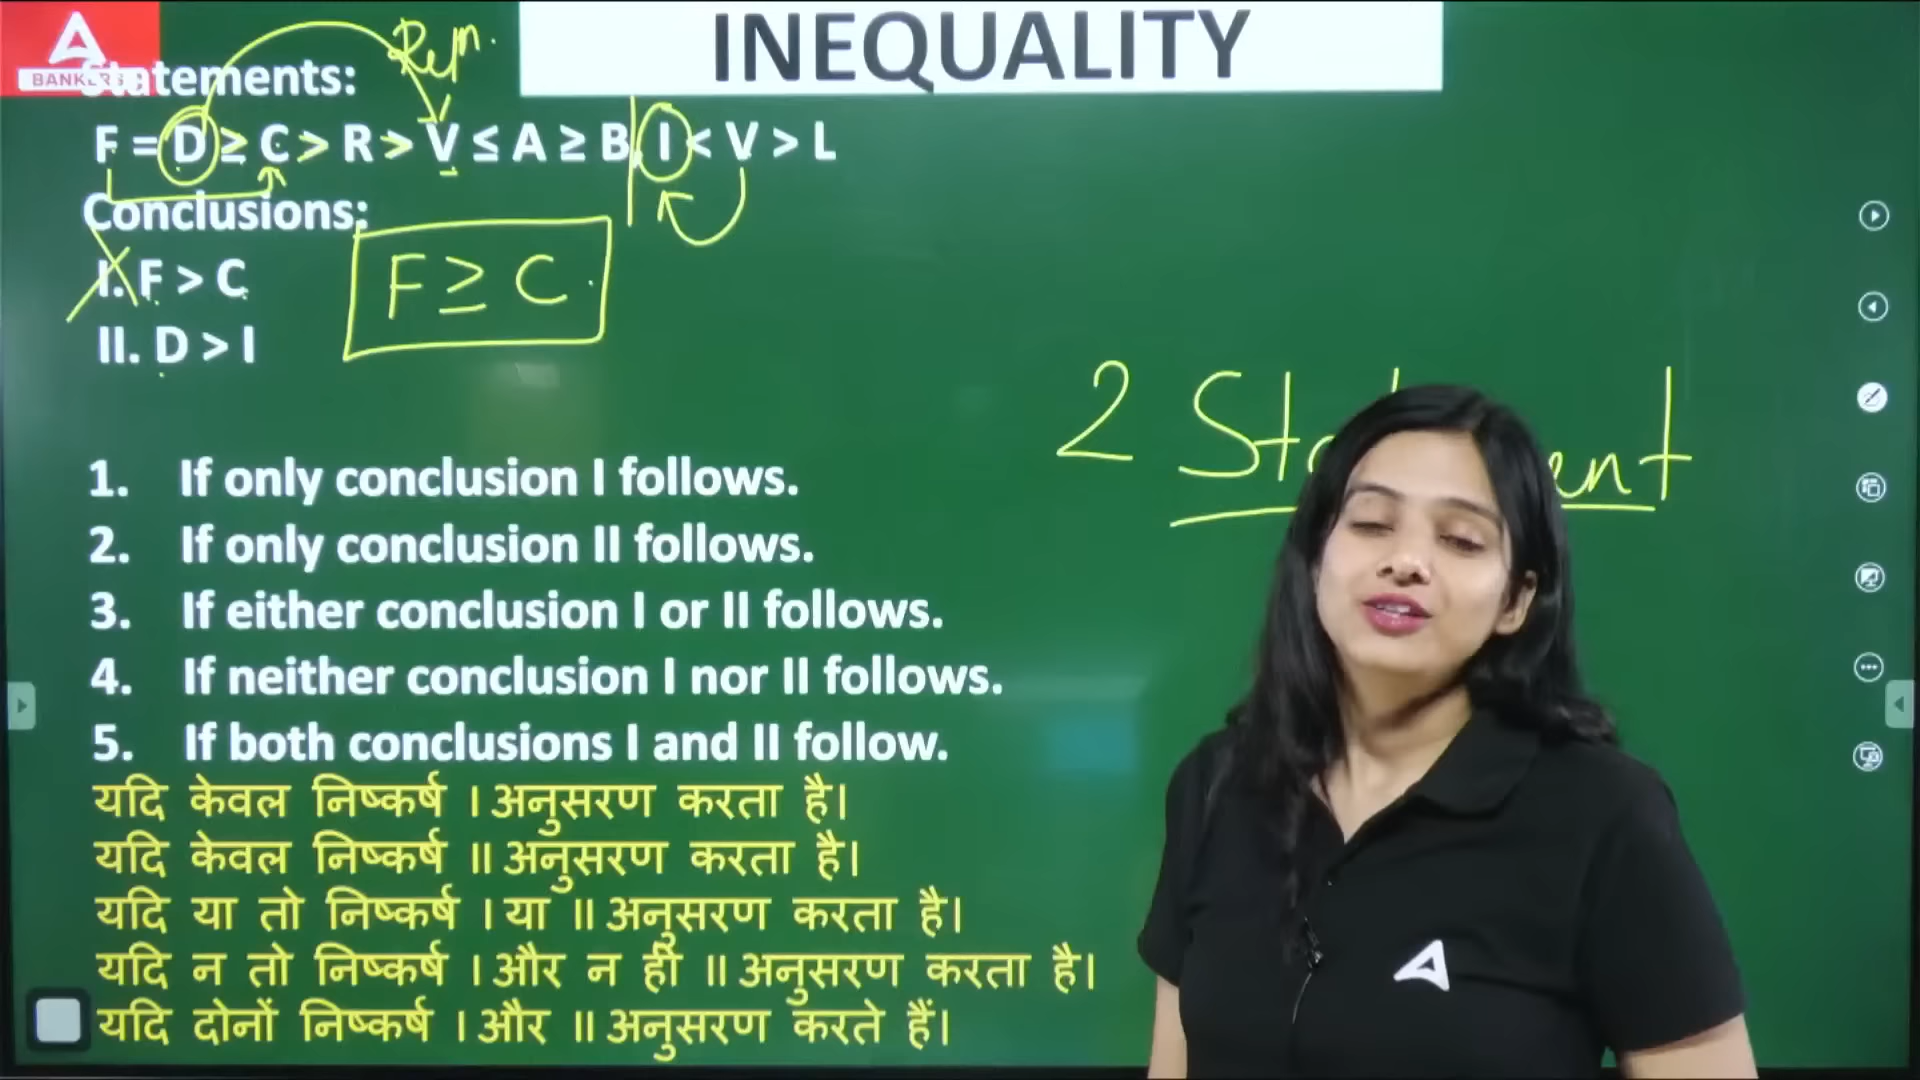 INEQUALITY
BANKERS
Statements:
Rem.
F = D ≥ C > R > V ≤ A ≥ B, I < V > L
Conclusions:
I. F > C
F ≥ C
II. D > I
2
1. If only conclusion I follows.
2. If only conclusion II follows.
3. If either conclusion I or II follows.
4. If neither conclusion I nor II follows.
5. If both conclusions I and II follow.
यदि केवल निष्कर्ष I अनुसरण करता है।
यदि केवल निष्कर्ष II अनुसरण करता है।
यदि या तो निष्कर्ष I या II अनुसरण करता है।
यदि न तो निष्कर्ष I और न ही II अनुसरण करता है।
यदि दोनों निष्कर्ष I और II अनुसरण करते हैं।